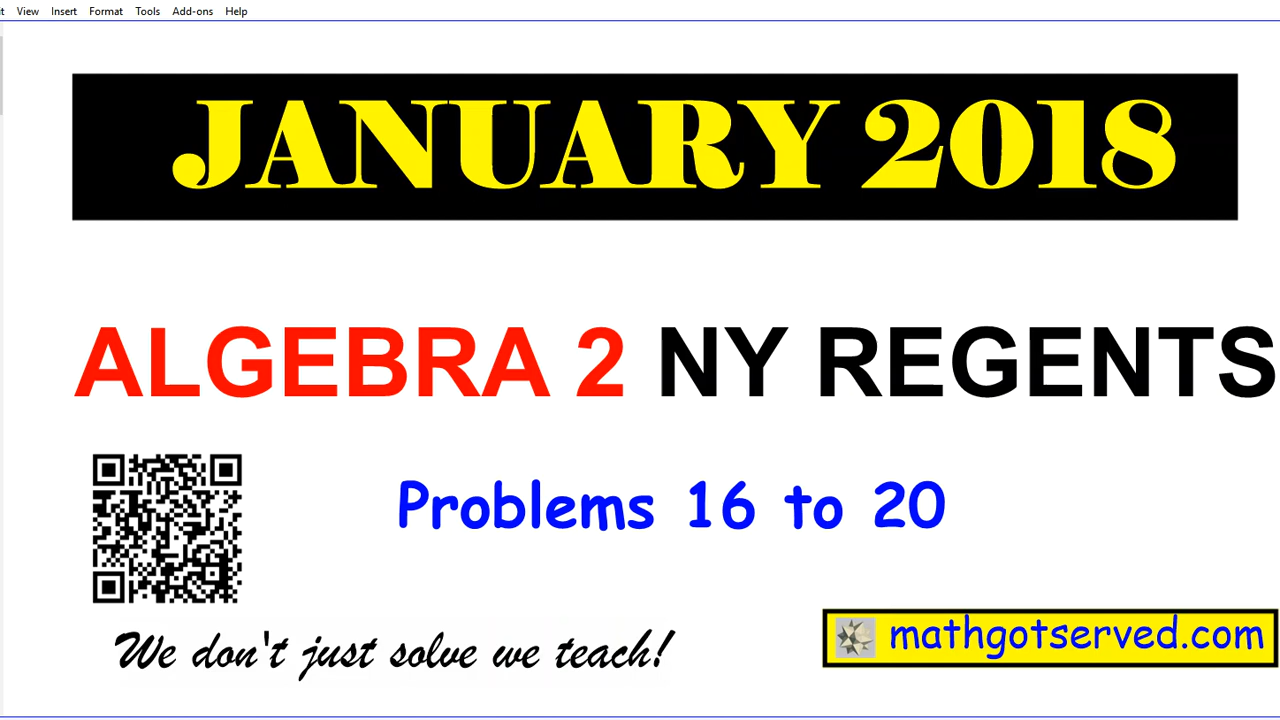 View Insert Format Tools Add-ons Help
JANUARY 2018
ALGEBRA 2 NY REGENTS
Problems 16 to 20
We don't just solve we teach!
mathgotserved.com